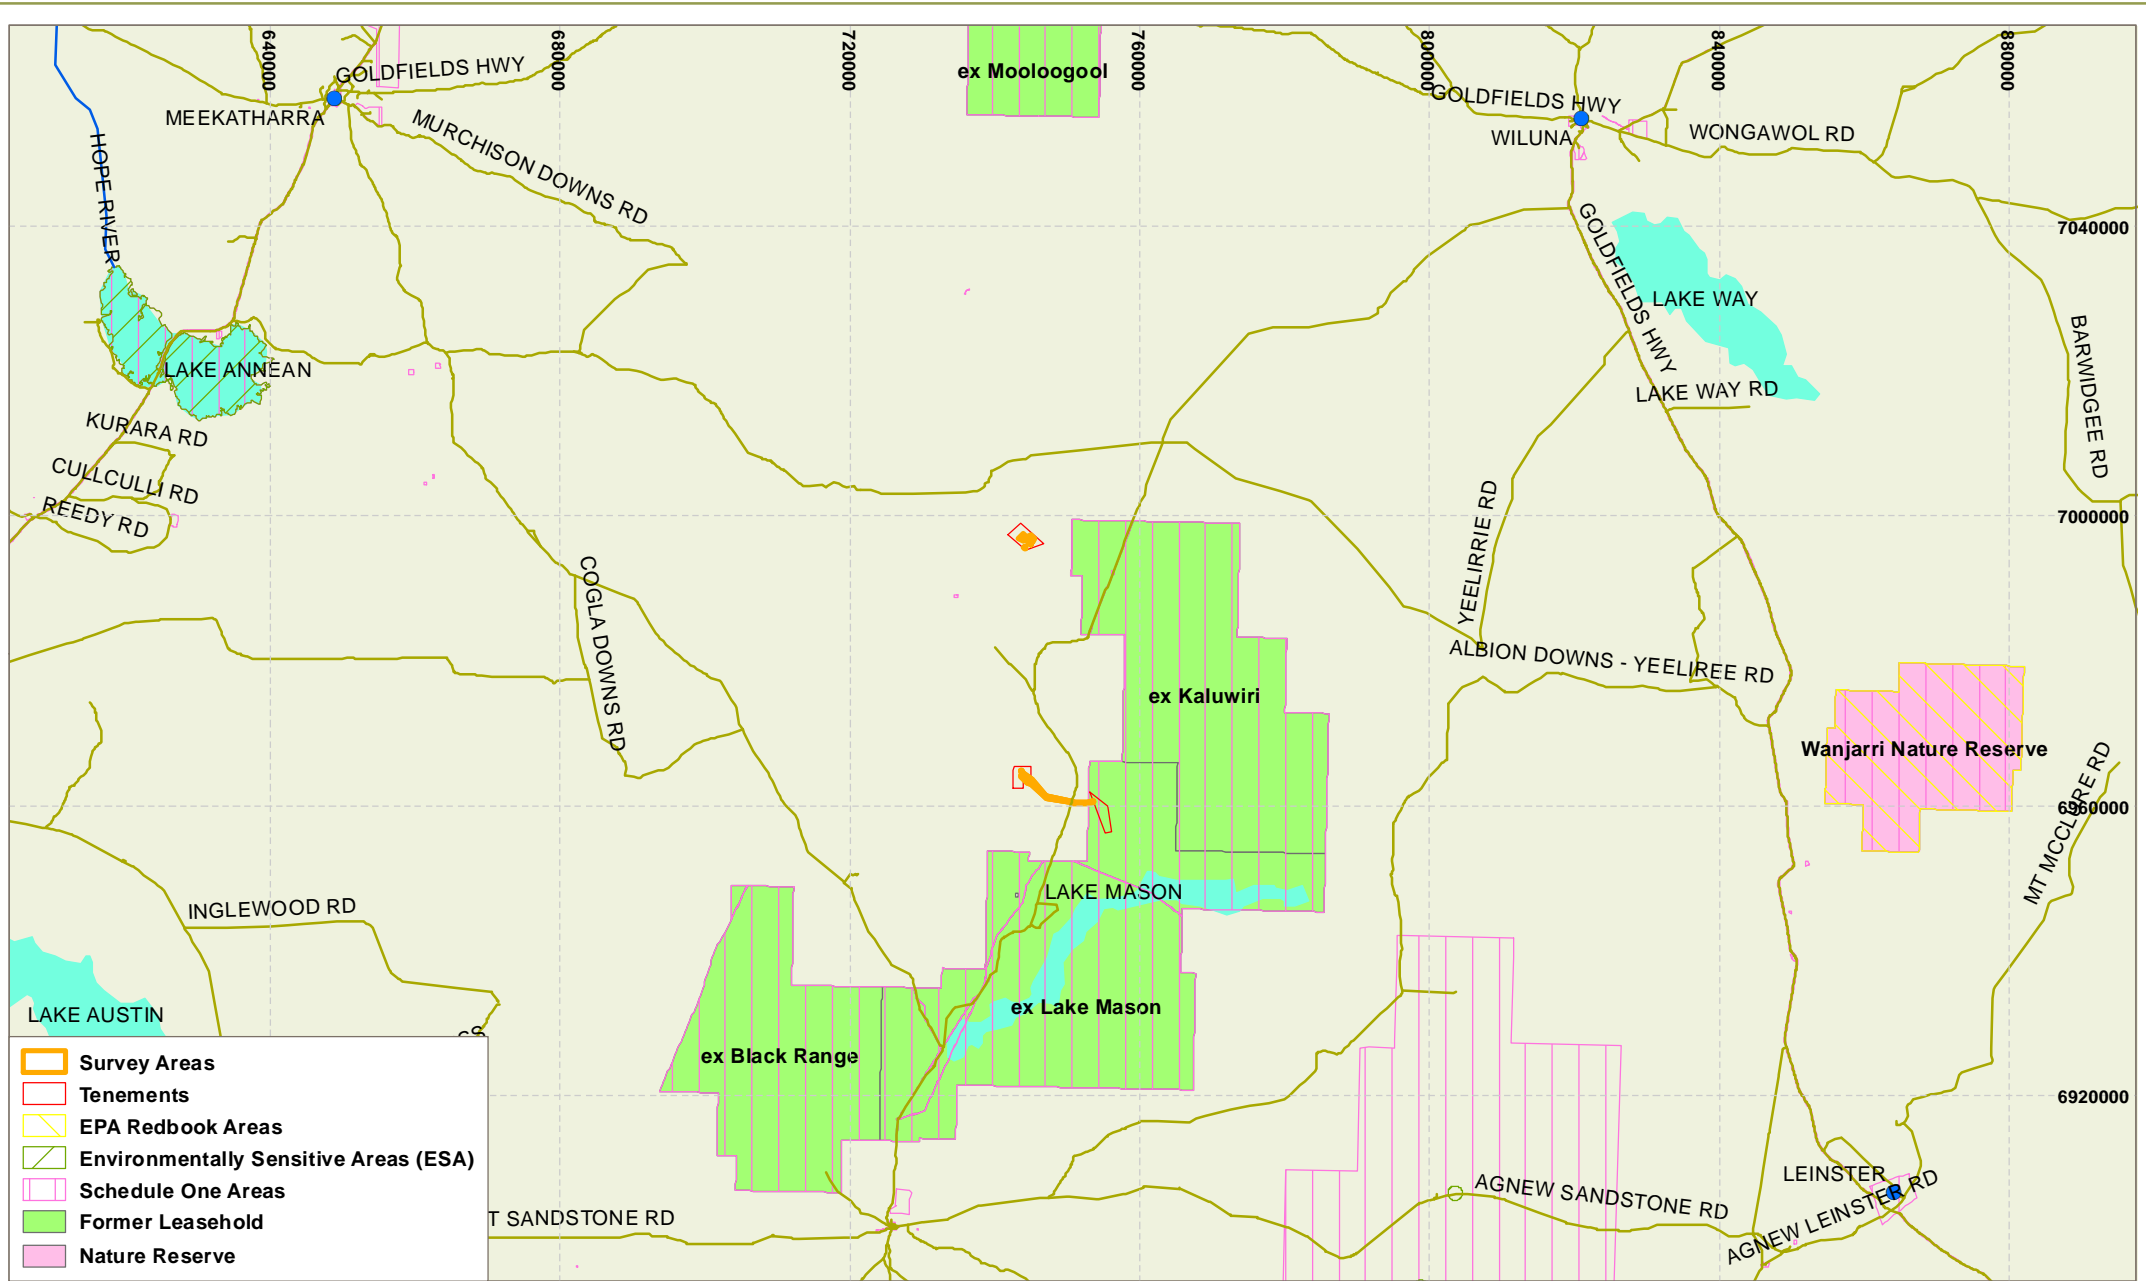 640000
680000
720000
760000
800000
840000
880000
GOLDFIELDS HWY
ex Mooloogool
GOLDFIELDS HWY
MEEKATHARRA
MURCHISON DOWNS RD
WILUNA
WONGAWOL RD
HOPE RIVER
7040000
GOLDFIELDS HWY
LAKE WAY
LAKE ANNEAN
LAKE WAY RD
BARWIDGEE RD
KURARA RD
CULLCULLI RD
REEDY RD
7000000
YEELIRRIE RD
COGLA DOWNS RD
ALBION DOWNS - YEELIREE RD
ex Kaluwiri
Wanjarri Nature Reserve
6960000
MT MCCLURE RD
LAKE MASON
INGLEWOOD RD
ex Lake Mason
LAKE AUSTIN
ex Black Range
6920000
Survey Areas
Tenements
EPA Redbook Areas
Environmentally Sensitive Areas (ESA)
Schedule One Areas
Former Leasehold
Nature Reserve
T SANDSTONE RD
AGNEW SANDSTONE RD
LEINSTER
AGNEW LEINSTER RD